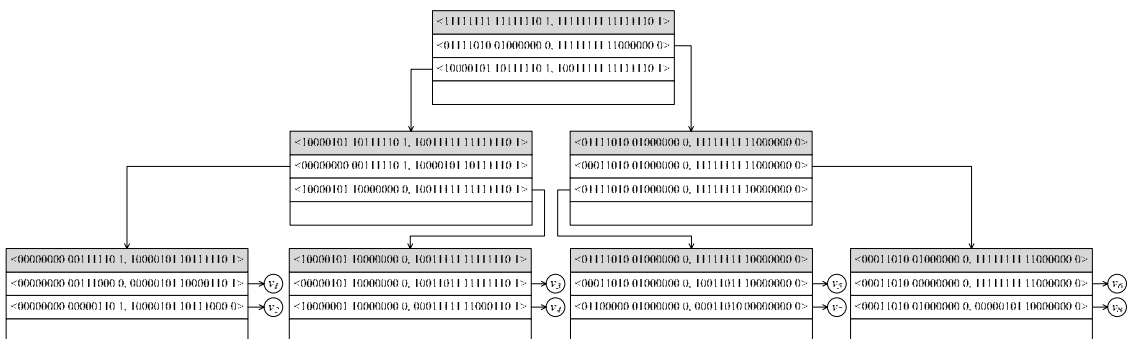 <11111111 11111110 1, 11111111 11111110 1>
<01111010 01000000 0, 11111111 11000000 0>
<10000101 10111110 1, 10011111 11111110 1>
<10000101 10111110 1, 10011111 11111110 1>
<01111010 01000000 0, 11111111 11000000 0>
<00000000 00111110 1, 10000101 10111110 1>
<00011010 01000000 0, 11111111 11000000 0>
<10000101 10000000 0, 10011111 11111110 1>
<01111010 01000000 0, 11111111 10000000 0>
<00000000 00111110 1, 10000101 10111110 1>
<10000101 10000000 0, 10011111 11111110 1>
<01111010 01000000 0, 11111111 10000000 0>
<00011010 01000000 0, 11111111 11000000 0>
<00000000 00111000 0, 00000101 10000110 1>
v1
<00000101 10000000 0, 10011011 11111110 1>
v3
<00011010 01000000 0, 10011011 10000000 0>
v5
<00011010 00000000 0, 11111111 11000000 0>
v6
<00000000 00000110 1, 10000101 10111000 0>
v2
<10000001 10000000 0, 00011111 11000110 1>
v4
<01100000 01000000 0, 00011010 00000000 0>
v7
<00011010 01000000 0, 00000101 10000000 0>
v8